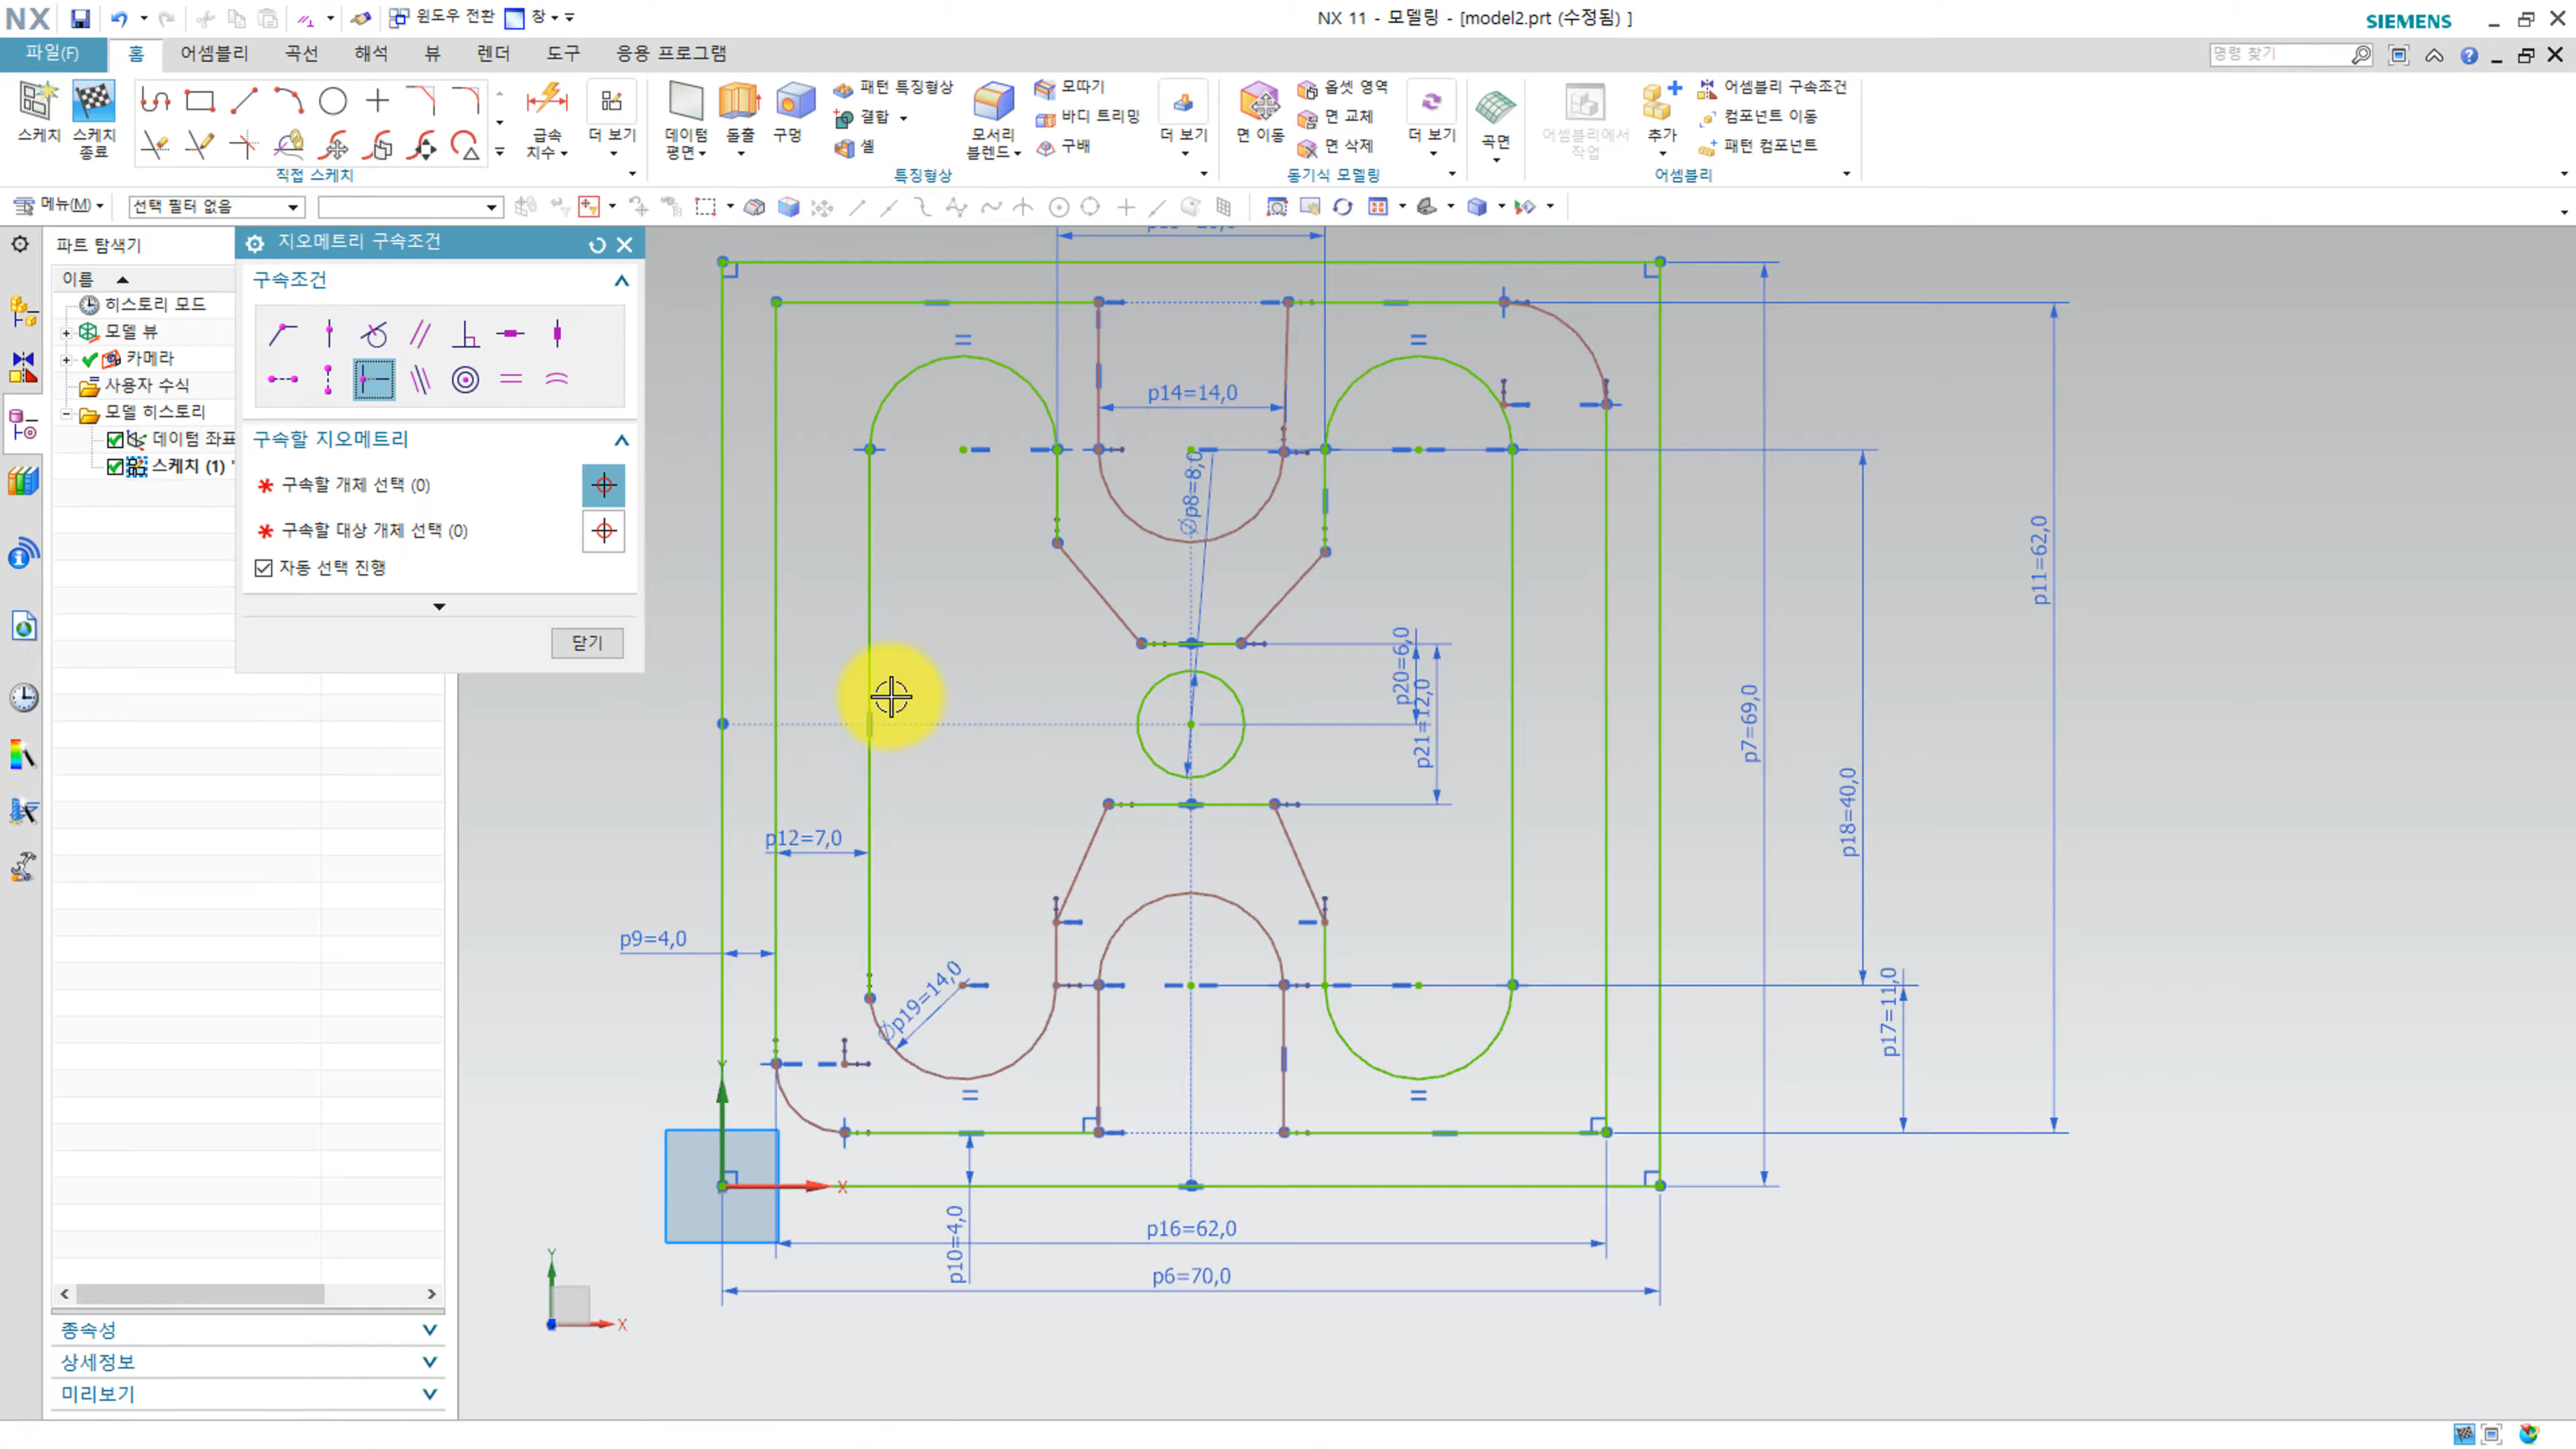 NX
윈도우 전환
창
NX 11 - 모델링 - [model2.prt (수정됨) ]
SIEMENS
파일(F)
홈
어셈블리
곡선
해석
뷰
렌더
도구
응용 프로그램
명령 찾기
스케치
스케치
종료
직접 스케치
급속
치수
더 보기
데이텀
평면
돌출
구멍
패턴 특징형상
결합
셸
모서리
블렌드
모따기
바디 트리밍
구배
더 보기
특징형상
면 이동
옵셋 영역
면 교체
면 삭제
더 보기
동기식 모델링
곡면
어셈블리에서
작업
추가
어셈블리 구속조건
컴포넌트 이동
패턴 컴포넌트
어셈블리
메뉴(M)
선택 필터 없음
파트 탐색기
이름
히스토리 모드
모델 뷰
카메라
사용자 수식
모델 히스토리
데이텀 좌표
스케치 (1) "
지오메트리 구속조건
구속조건
구속할 지오메트리
구속할 개체 선택 (0)
구속할 대상 개체 선택 (0)
자동 선택 진행
닫기
p14=14,0
Øp8=8,0
p11=62,0
p20=6,0
p21=12,0
p7=69,0
p18=40,0
p12=7,0
p9=4,0
Øp19=14,0
p17=11,0
Y
X
p10=4,0
p16=62,0
p6=70,0
Y
X
종속성
상세정보
미리보기